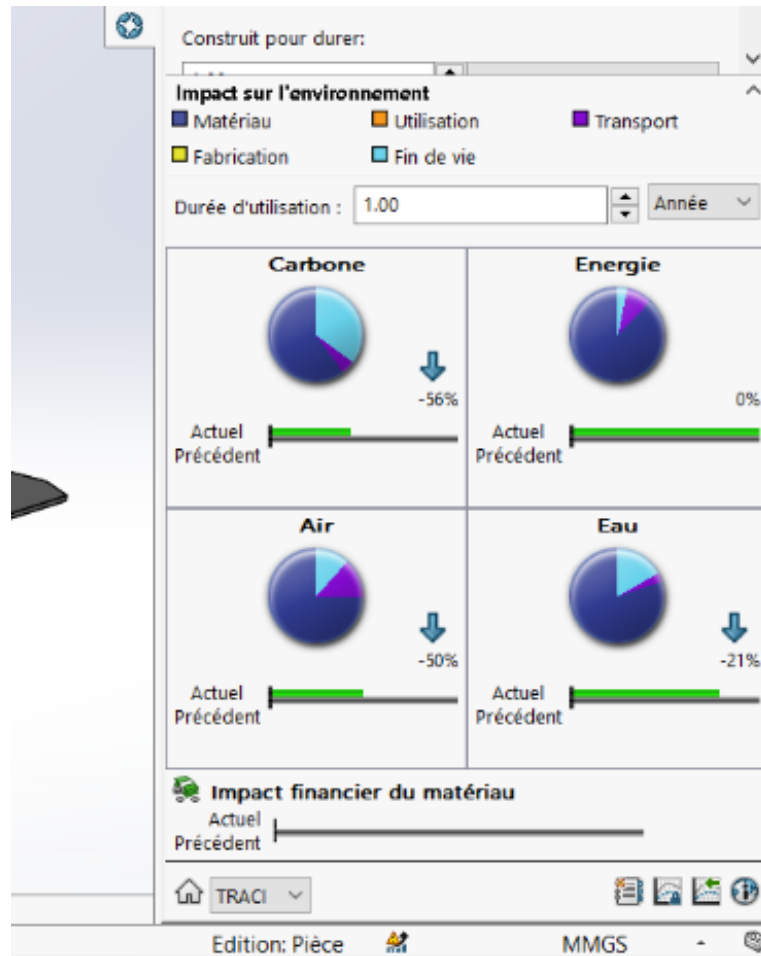 Construit pour durer:
Impact sur l'environnement
Matériau Utilisation Transport
Fabrication Fin de vie
Durée d'utilisation : 1.00 Année
Carbone Energie
-56% 0%
Actuel Actuel
Précédent Précédent
Air Eau
-50% -21%
Actuel Actuel
Précédent Précédent
Impact financier du matériau
Actuel
Précédent
TRACI
Edition: Pièce MMGS -